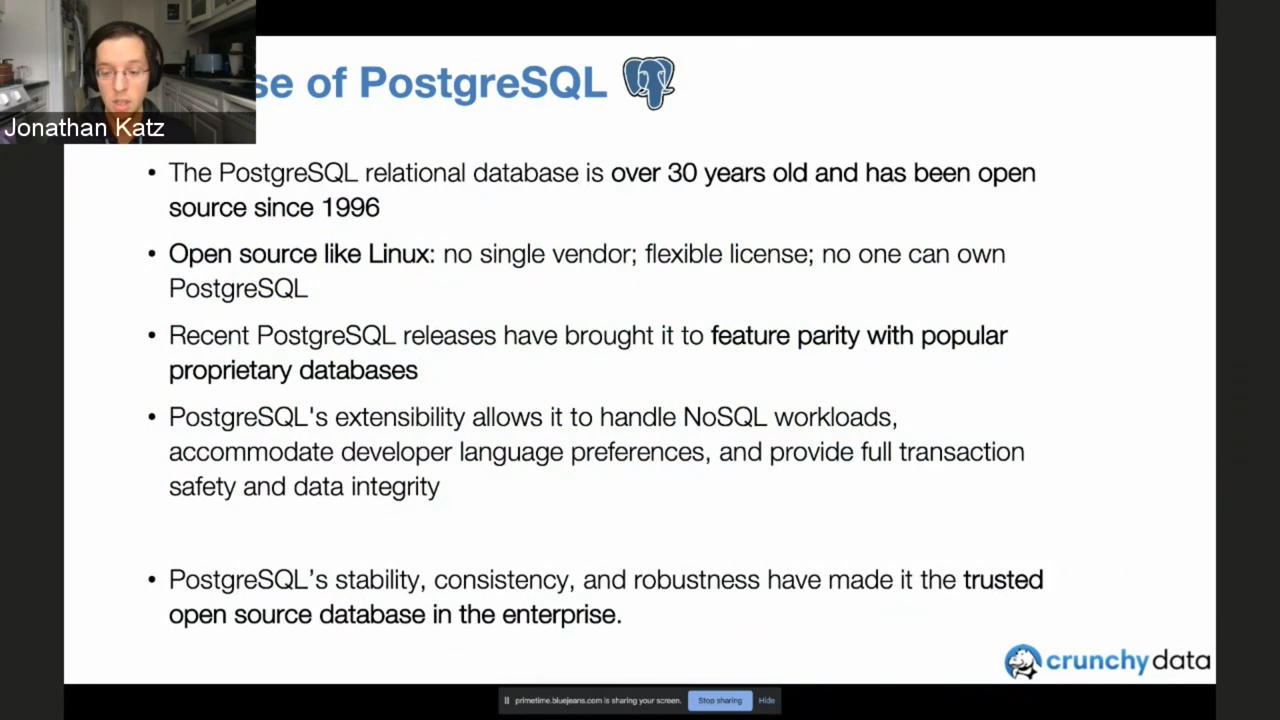 se of PostgreSQL
Jonathan Katz
• The PostgreSQL relational database is over 30 years old and has been open
source since 1996
• Open source like Linux: no single vendor; flexible license; no one can own
PostgreSQL
• Recent PostgreSQL releases have brought it to feature parity with popular
proprietary databases
• PostgreSQL's extensibility allows it to handle NoSQL workloads,
accommodate developer language preferences, and provide full transaction
safety and data integrity
• PostgreSQL’s stability, consistency, and robustness have made it the trusted
open source database in the enterprise.
crunchydata
primetime.bluejeans.com is sharing your screen. Stop sharing Hide